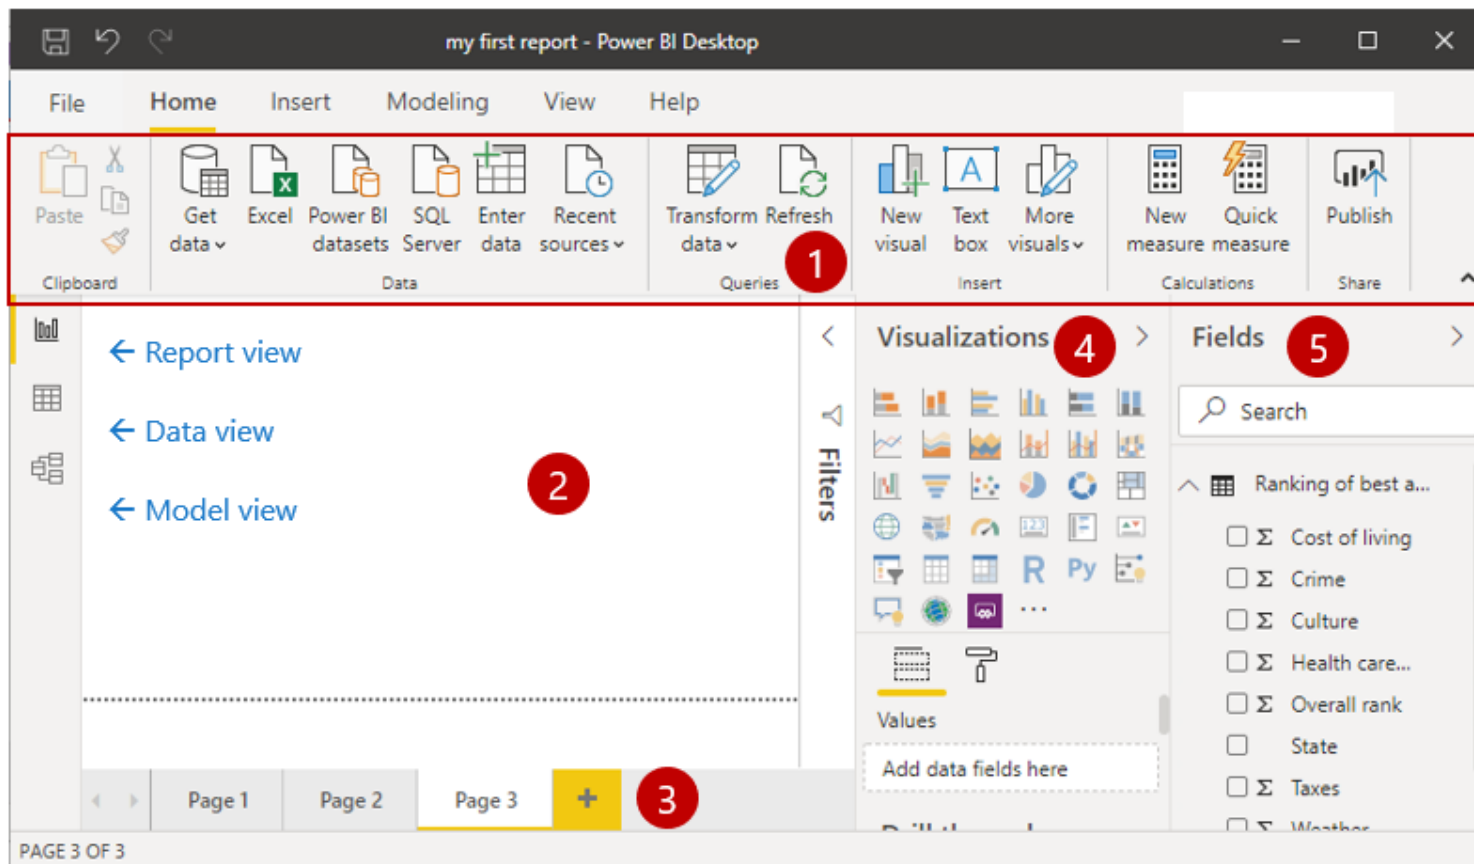 my first report - Power BI Desktop
File Home Insert Modeling View Help
Paste
Get data
Excel
Power BI datasets
SQL Server
Enter data
Recent sources
Transform data
Refresh
New visual
Text box
More visuals
New measure
Quick measure
Publish
Clipboard Data Queries Insert Calculations Share
1
← Report view
← Data view
← Model view
2
Filters
Visualizations
4
123
R Py
Values
Add data fields here
Fields
5
Search
Ranking of best a...
Σ Cost of living
Σ Crime
Σ Culture
Σ Health care...
Σ Overall rank
State
Σ Taxes
Page 1 Page 2 Page 3 +
3
PAGE 3 OF 3